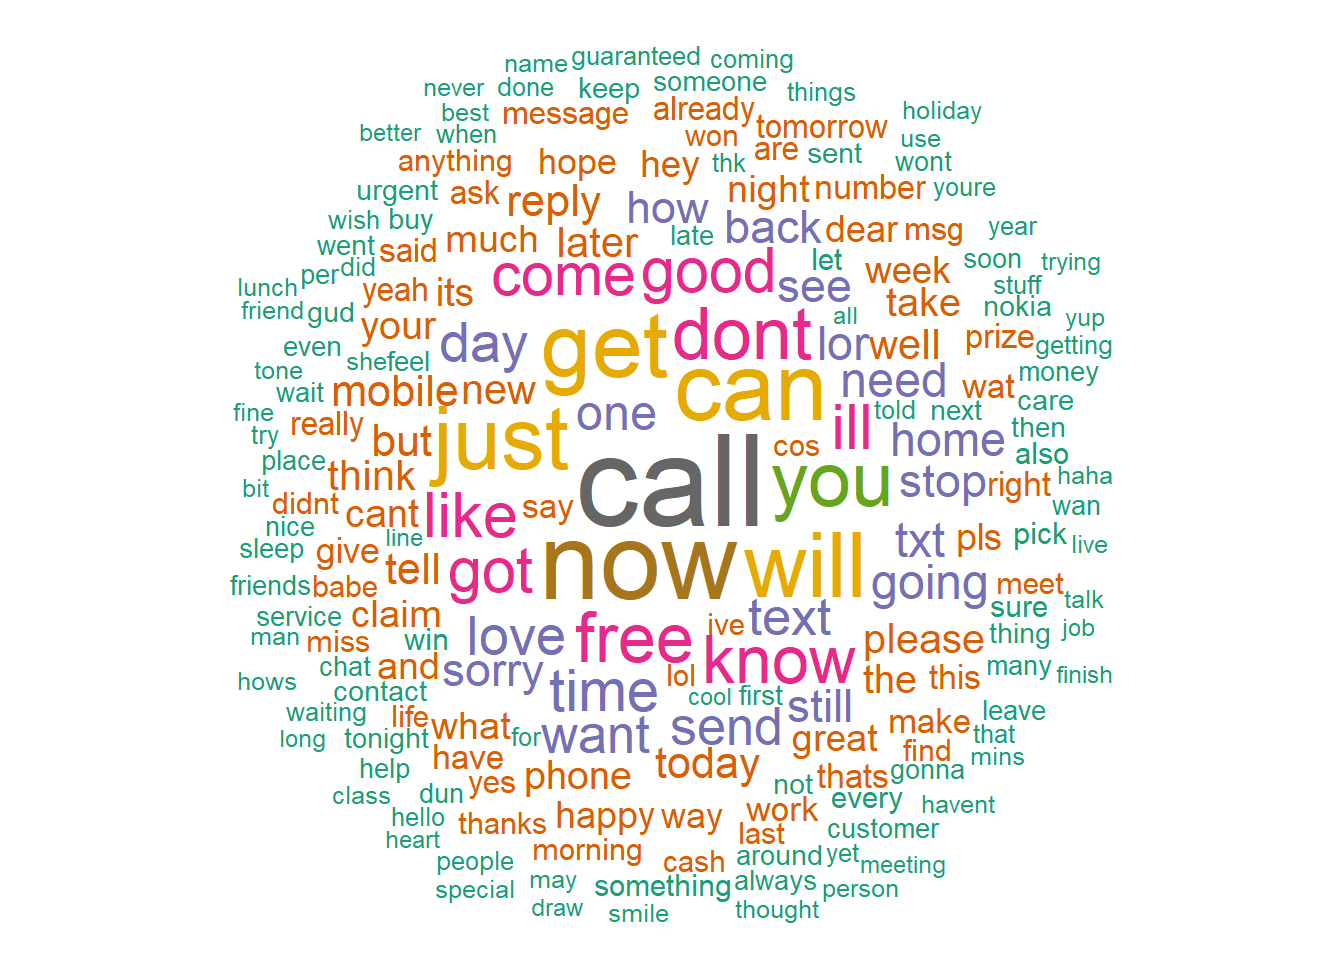 name guaranteed coming
never done keep someone things
best message already holiday
better when won tomorrow use
anything hope hey thk are sent wont
urgent ask reply night number youre
wish buy how back dear msg year
went said much later late let week soon trying
lunch per did come good see stuff
friend gud yeah its take nokia yup
your day get dont all lor well prize getting
even she feel can need wat money
tone wait mobile new one told next care
fine really but just ill home then
try place think cos also
bit didnt cant like say call you stop right haha
nice line txt pls pick wan
sleep give tell got now will going meet live
friends babe sure talk
service claim love free ive text please thing job
man miss win know
chat and sorry lol the this many finish
hows contact time cool first still leave
waiting life what for want send great make that
long tonight have today thats find mins
help yes phone not gonna
class dun happy way work every havent
hello thanks last customer
heart morning cash around yet meeting
people something always person
special may
draw smile thought